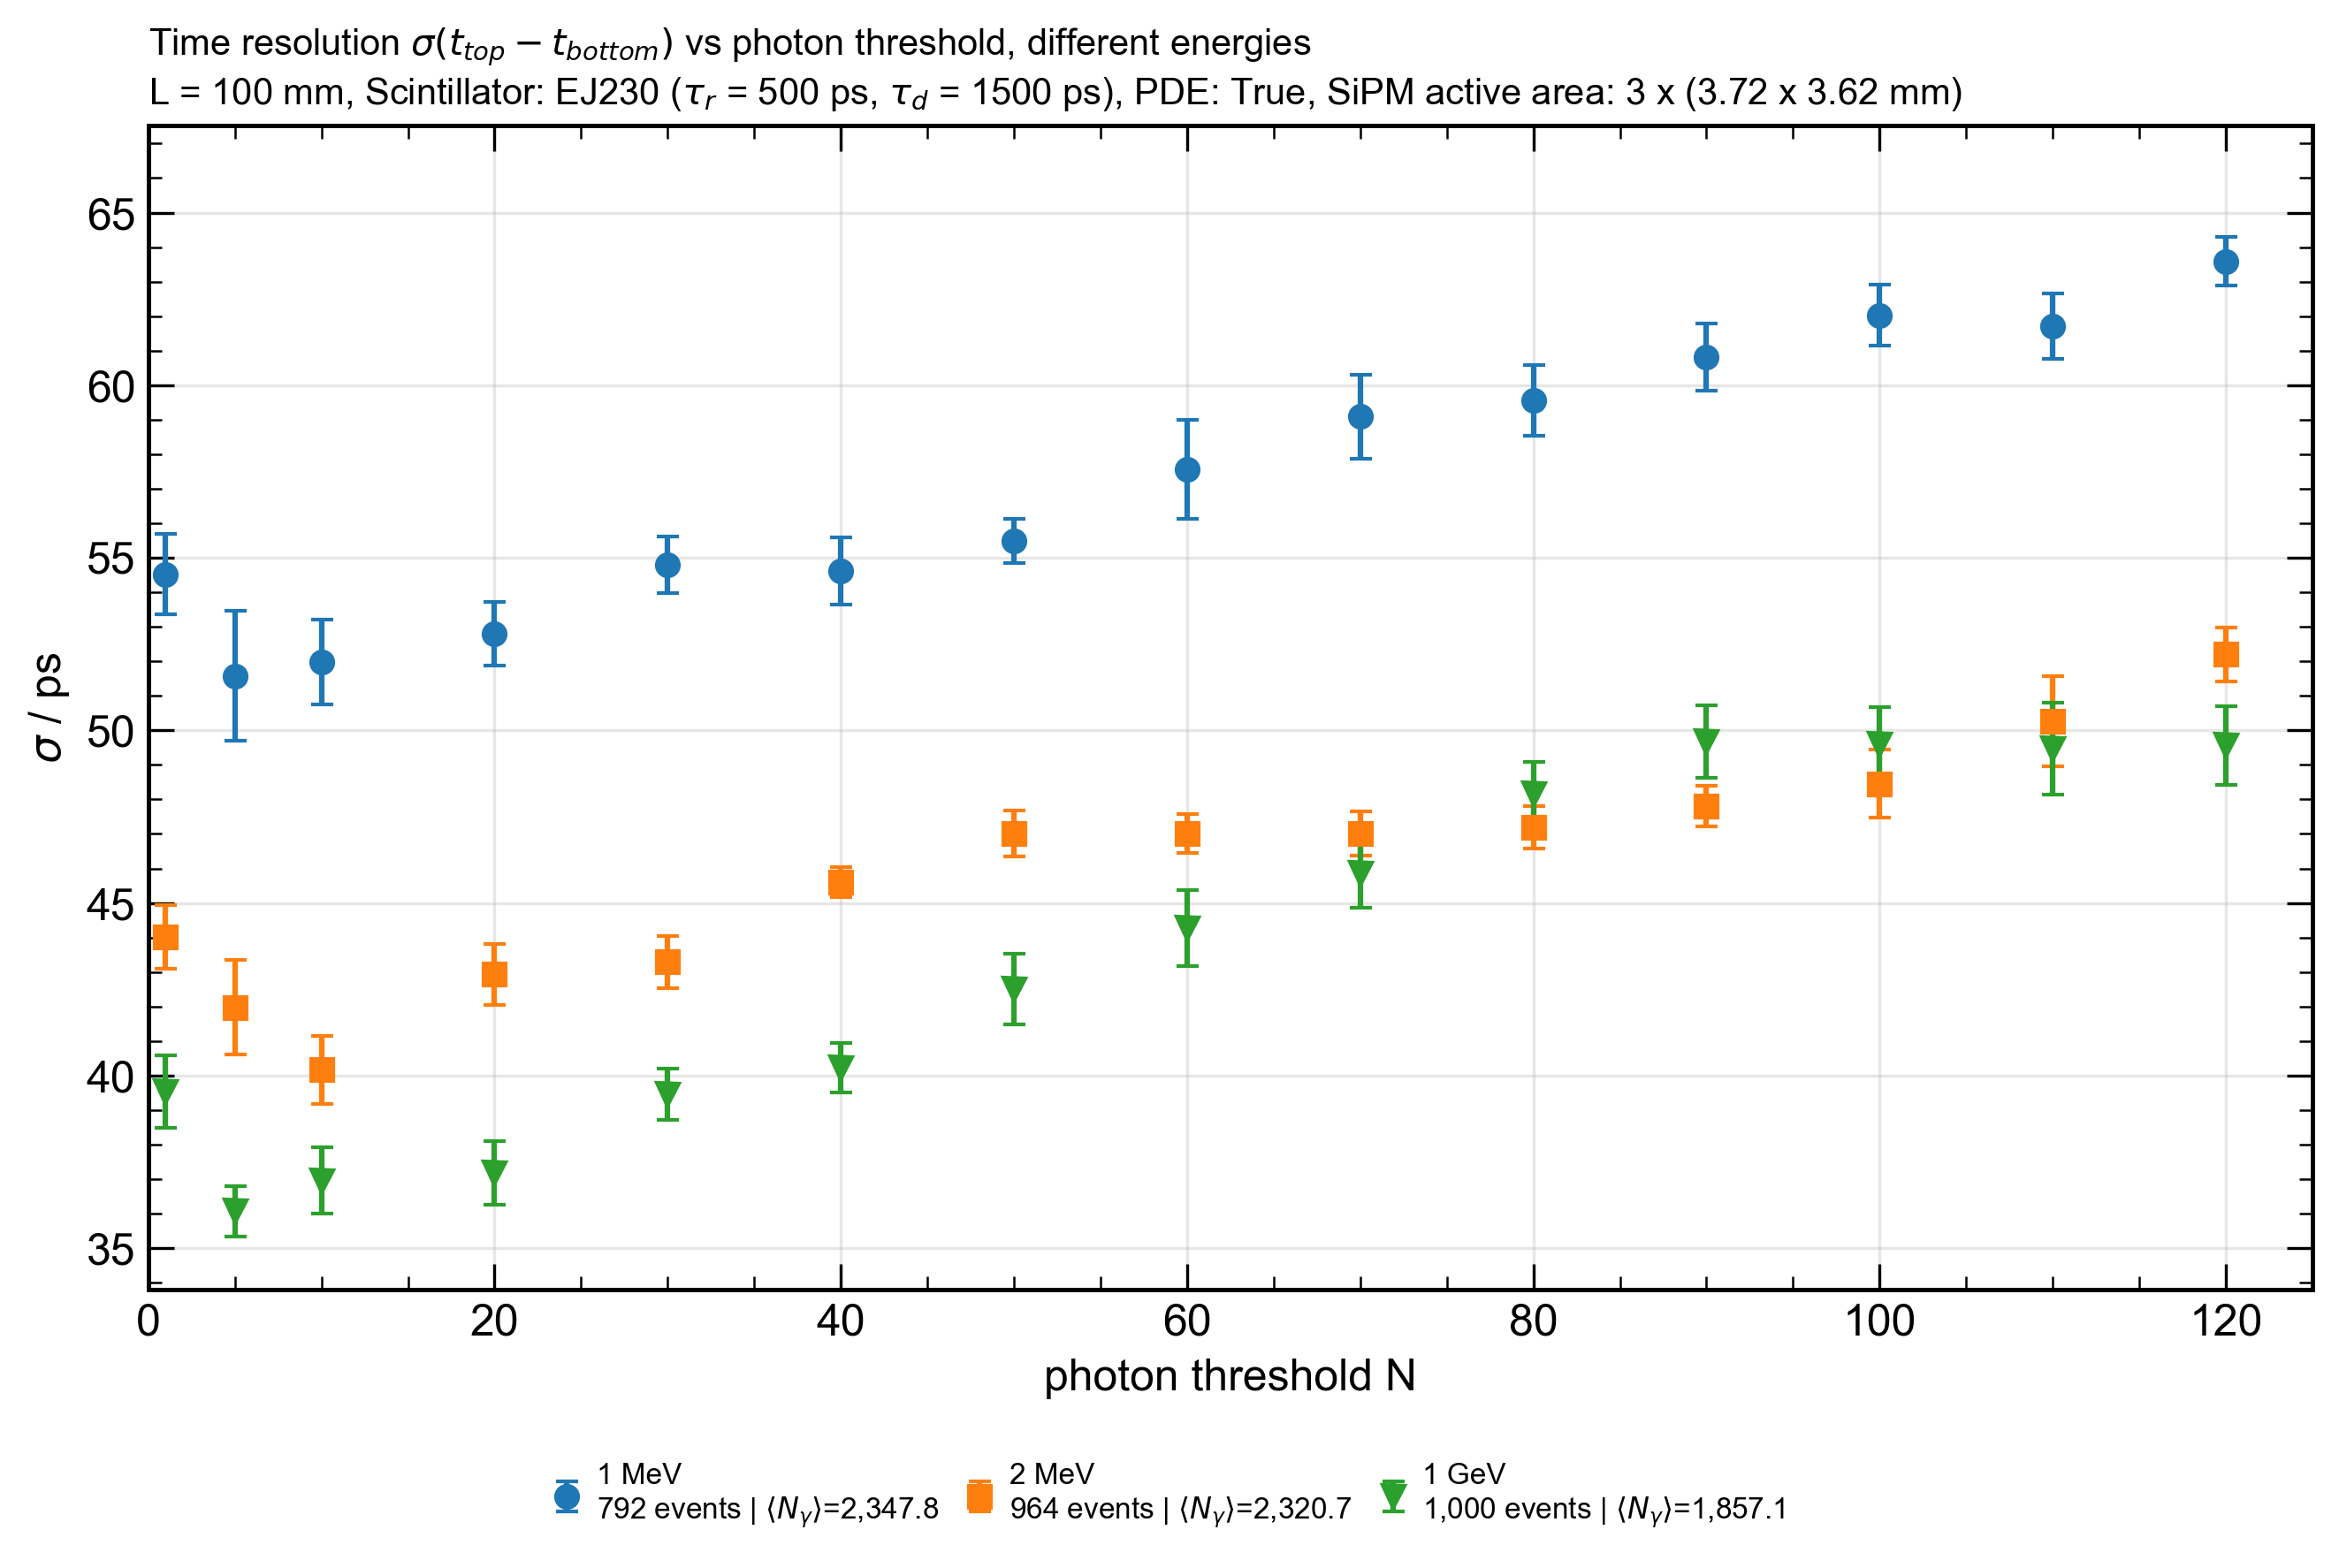 Time resolution σ(t_top − t_bottom) vs photon threshold, different energies
L = 100 mm, Scintillator: EJ230 (τ_r = 500 ps, τ_d = 1500 ps), PDE: True, SiPM active area: 3 x (3.72 x 3.62 mm)
65
60
55
50
45
40
35
σ / ps
0 20 40 60 80 100 120
photon threshold N
1 MeV
792 events | ⟨N_γ⟩=2,347.8
2 MeV
964 events | ⟨N_γ⟩=2,320.7
1 GeV
1,000 events | ⟨N_γ⟩=1,857.1